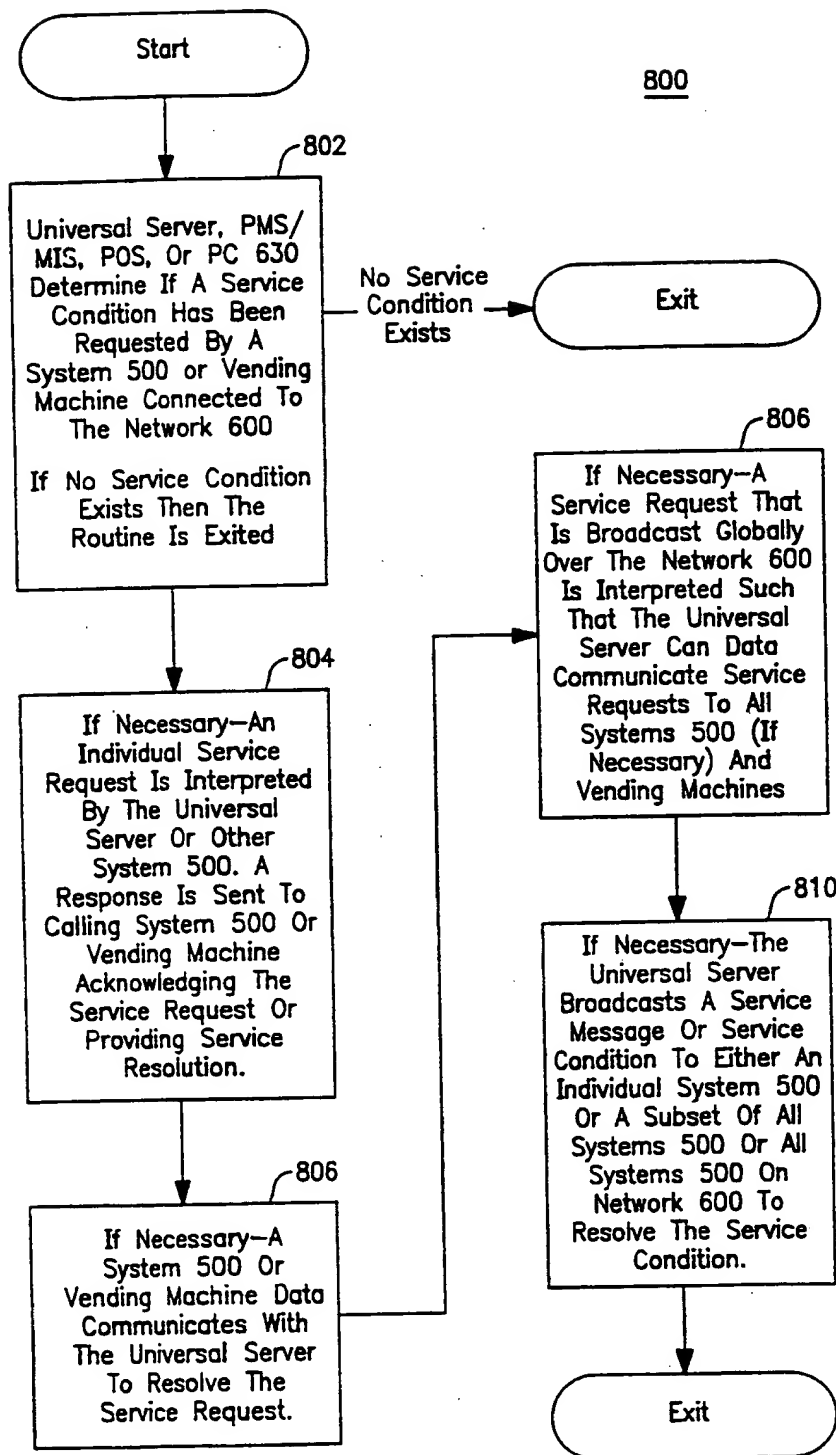 Start
800
802
Universal Server, PMS/
MIS, POS, Or PC 630
Determine If A Service
Condition Has Been
Requested By A
System 500 or Vending
Machine Connected To
The Network 600
If No Service Condition
Exists Then The
Routine Is Exited
No Service
Condition
Exists
Exit
804
If Necessary–An
Individual Service
Request Is Interpreted
By The Universal
Server Or Other
System 500. A
Response Is Sent To
Calling System 500 Or
Vending Machine
Acknowledging The
Service Request Or
Providing Service
Resolution.
806
If Necessary–A
System 500 Or
Vending Machine Data
Communicates With
The Universal Server
To Resolve The
Service Request.
806
If Necessary–A
Service Request That
Is Broadcast Globally
Over The Network 600
Is Interpreted Such
That The Universal
Server Can Data
Communicate Service
Requests To All
Systems 500 (If
Necessary) And
Vending Machines
810
If Necessary–The
Universal Server
Broadcasts A Service
Message Or Service
Condition To Either An
Individual System 500
Or A Subset Of All
Systems 500 Or All
Systems 500 On
Network 600 To
Resolve The Service
Condition.
Exit